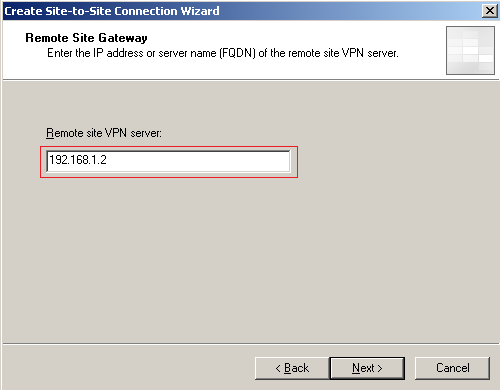 Create Site-to-Site Connection Wizard
Remote Site Gateway
Enter the IP address or server name (FQDN) of the remote site VPN server.
Remote site VPN server:
192.168.1.2
< Back
Next >
Cancel